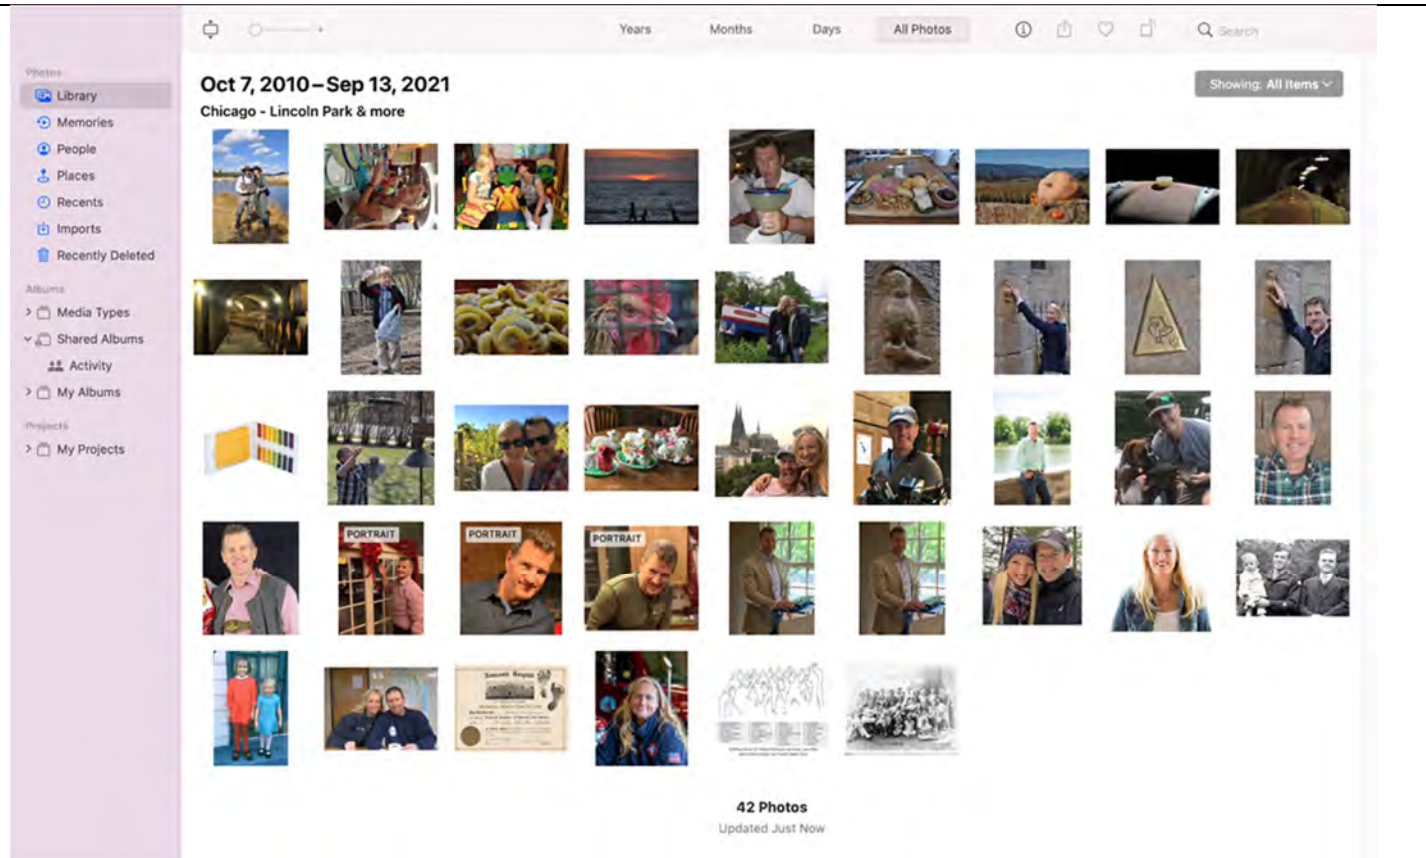 Years Months Days All Photos Search
Photos
Library
Memories
People
Places
Recents
Imports
Recently Deleted
Albums
Media Types
Shared Albums
Activity
My Albums
Projects
My Projects
Oct 7, 2010–Sep 13, 2021
Chicago - Lincoln Park & more
Showing: All Items
PORTRAIT
PORTRAIT
PORTRAIT
42 Photos
Updated Just Now